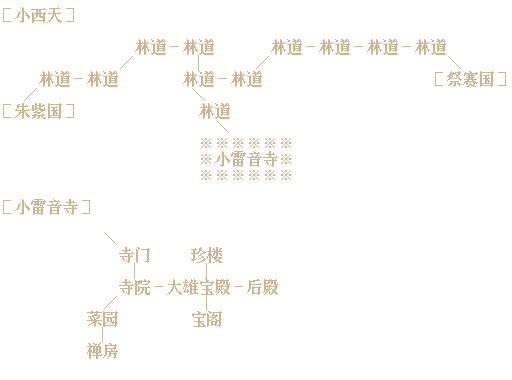 [小西天]
林道－林道 林道－林道－林道－林道
林道－林道 林道－林道 [祭赛国]
[朱紫国] 林道
※※※※※※
※小雷音寺※
※※※※※※
[小雷音寺]
寺门 珍楼
寺院－大雄宝殿－后殿
菜园 宝阁
禅房